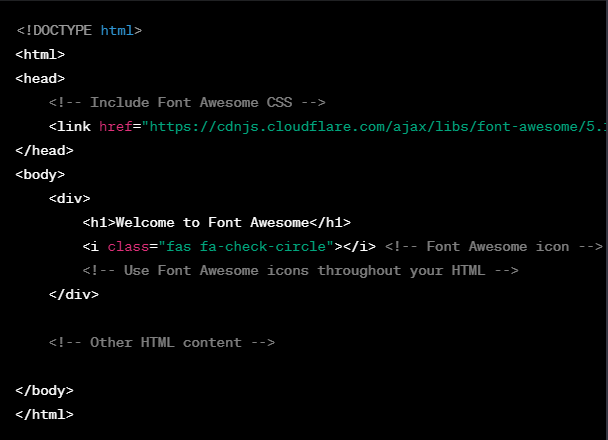 <!DOCTYPE html>
<html>
<head>
    <!-- Include Font Awesome CSS -->
    <link href="https://cdnjs.cloudflare.com/ajax/libs/font-awesome/5.
</head>
<body>
    <div>
        <h1>Welcome to Font Awesome</h1>
        <i class="fas fa-check-circle"></i> <!-- Font Awesome icon -->
        <!-- Use Font Awesome icons throughout your HTML -->
    </div>
    <!-- Other HTML content -->
</body>
</html>